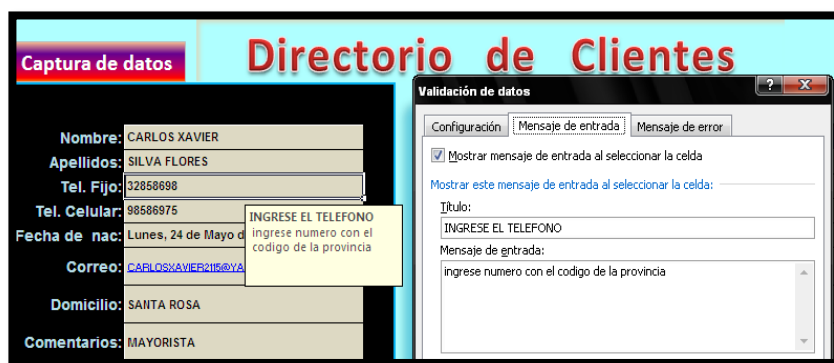 Captura de datos
Directorio de Clientes
Nombre: CARLOS XAVIER
Apellidos: SILVA FLORES
Tel. Fijo: 32858698
Tel. Celular: 98586975
Fecha de nac: Lunes, 24 de Mayo d
Correo: CARLOSXAVIER2115@YA
Domicilio: SANTA ROSA
Comentarios: MAYORISTA
INGRESE EL TELEFONO
ingrese numero con el
codigo de la provincia
Validación de datos
? X
Configuración Mensaje de entrada Mensaje de error
Mostrar mensaje de entrada al seleccionar la celda
Mostrar este mensaje de entrada al seleccionar la celda:
Título:
INGRESE EL TELEFONO
Mensaje de entrada:
ingrese numero con el codigo de la provincia